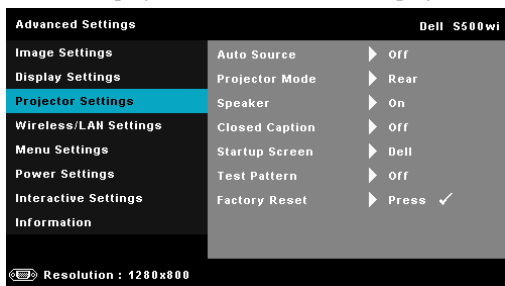 Advanced Settings Dell S500wi
Image Settings Auto Source Off
Display Settings Projector Mode Rear
Projector Settings Speaker On
Wireless/LAN Settings Closed Caption Off
Menu Settings Startup Screen Dell
Power Settings Test Pattern Off
Interactive Settings Factory Reset Press ✓
Information
Resolution : 1280x800